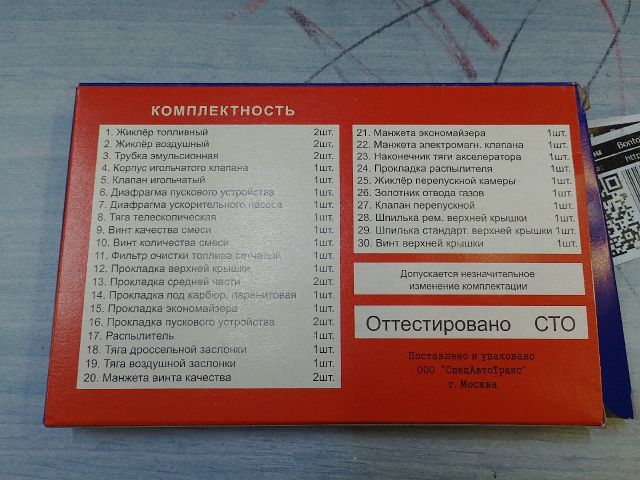 КОМПЛЕКТНОСТЬ
1. Жиклёр топливный 2шт.
2. Жиклёр воздушный 2шт.
3. Трубка эмульсионная 2шт.
4. Корпус игольчатого клапана 1шт.
5. Клапан игольчатый 1шт.
6. Диафрагма пускового устройства 1шт.
7. Диафрагма ускорительного насоса 1шт.
8. Тяга телескопическая 1шт.
9. Винт качества смеси 1шт.
10. Винт количества смеси 1шт.
11. Фильтр очистки топлива сетчатый 1шт.
12. Прокладка верхней крышки 1шт.
13. Прокладка средней части 2шт.
14. Прокладка под карбюр. паранитовая 1шт.
15. Прокладка экономайзера 1шт.
16. Прокладка пускового устройства 2шт.
17. Распылитель 1шт.
18. Тяга дроссельной заслонки 1шт.
19. Тяга воздушной заслонки 1шт.
20. Манжета винта качества 2шт.
21. Манжета экономайзера 1шт.
22. Манжета электромагн. клапана 1шт.
23. Наконечник тяги акселератора 1шт.
24. Прокладка распылителя 1шт.
25. Жиклёр перепускной камеры 1шт.
26. Золотник отвода газов 1шт.
27. Клапан перепускной 1шт.
28. Шпилька рем. верхней крышки 1шт.
29. Шпилька стандарт. верхней крышки 1шт.
30. Винт верхней крышки 1шт.
Допускается незначительное
изменение комплектации
Оттестировано СТО
Поставлено и упаковано
ООО "СпецАвтоТранс"
г. Москва